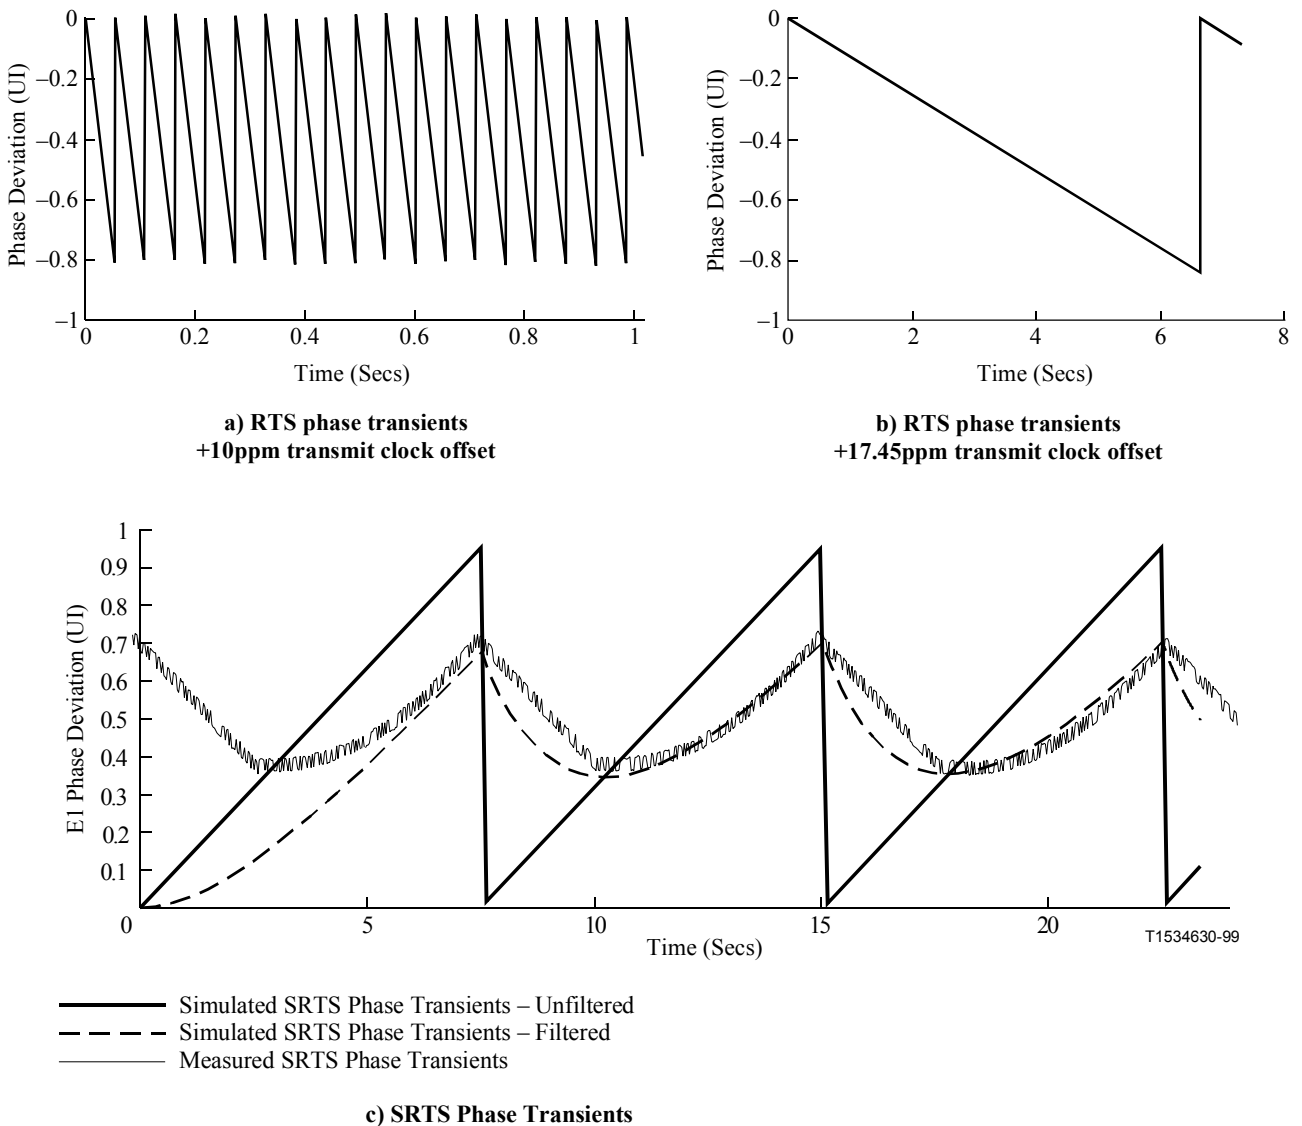 0
–0.2
–0.4
–0.6
–0.8
–1
Phase Deviation (UI)
0
0.2
0.4
0.6
0.8
1
Time (Secs)
a) RTS phase transients
+10ppm transmit clock offset
0
–0.2
–0.4
–0.6
–0.8
–1
Phase Deviation (UI)
0
2
4
6
8
Time (Secs)
b) RTS phase transients
+17.45ppm transmit clock offset
1
0.9
0.8
0.7
0.6
0.5
0.4
0.3
0.2
0.1
E1 Phase Deviation (UI)
0
5
10
15
20
Time (Secs)
T1534630-99
Simulated SRTS Phase Transients – Unfiltered
Simulated SRTS Phase Transients – Filtered
Measured SRTS Phase Transients
c) SRTS Phase Transients